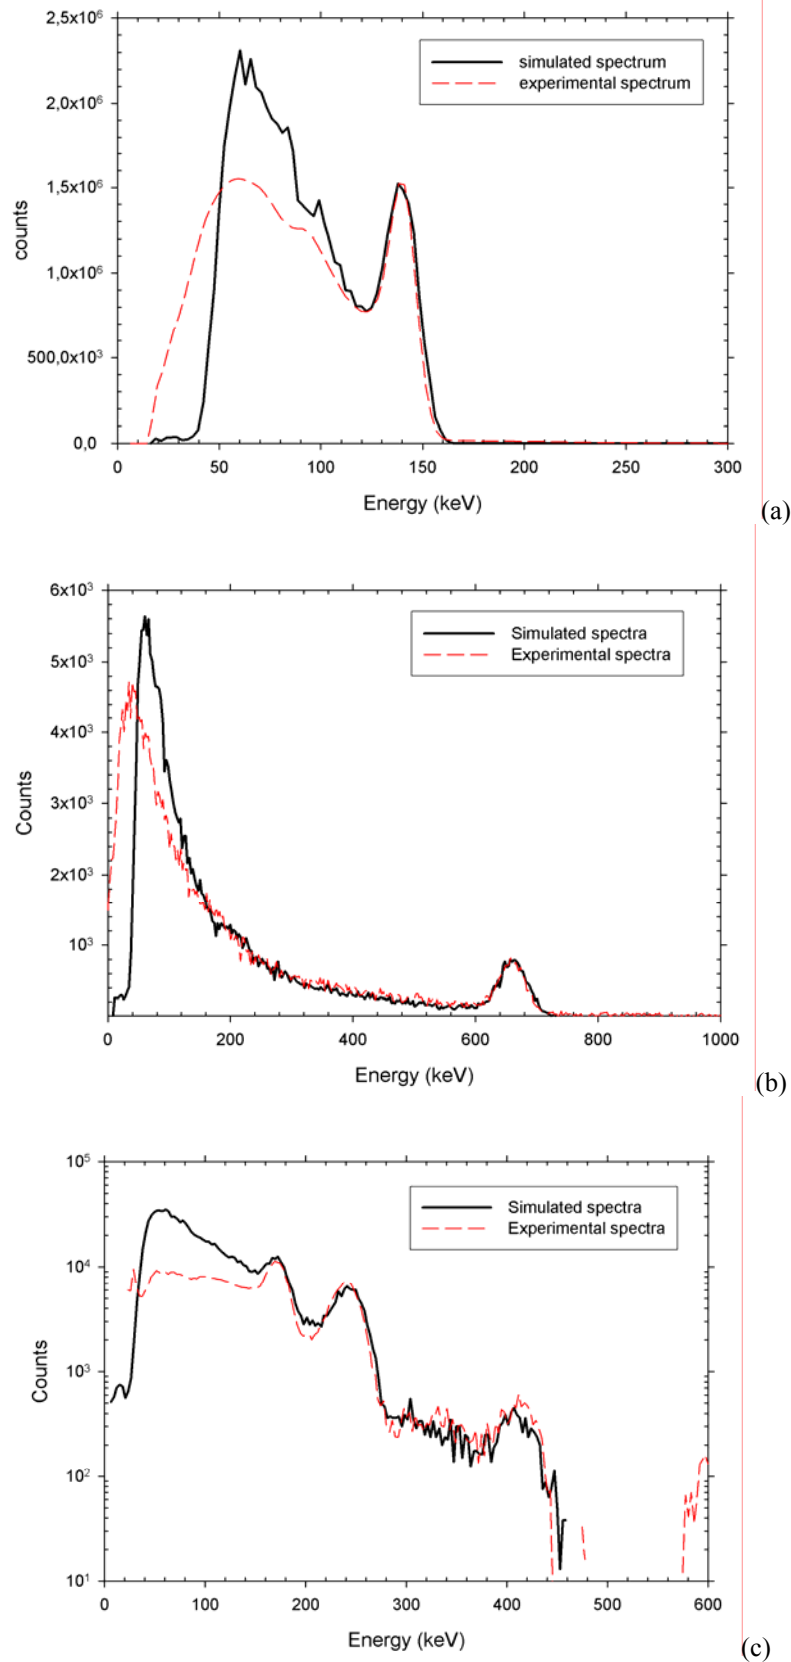 2,5x10⁶
2,0x10⁶
1,5x10⁶
1,0x10⁶
500,0x10³
0,0
counts
simulated spectrum
experimental spectrum
0 50 100 150 200 250 300
Energy (keV)
(a)
6x10³
5x10³
4x10³
3x10³
2x10³
10³
Counts
Simulated spectra
Experimental spectra
0 200 400 600 800 1000
Energy (keV)
(b)
10⁵
10⁴
10³
10²
10¹
Counts
Simulated spectra
Experimental spectra
0 100 200 300 400 500 600
Energy (keV)
(c)